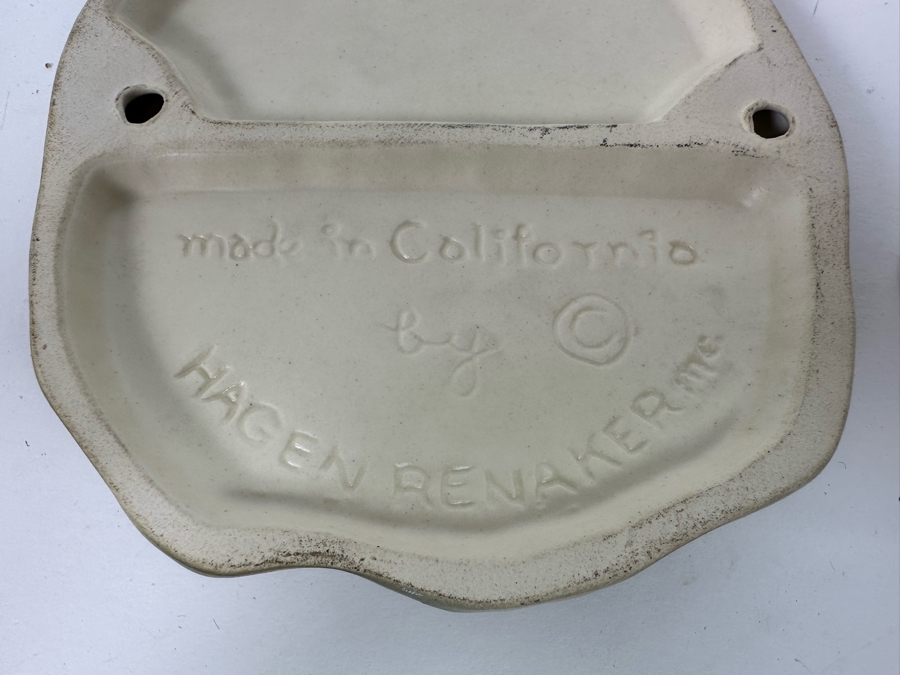 made in California
by ©
HAGEN RENAKER INC.